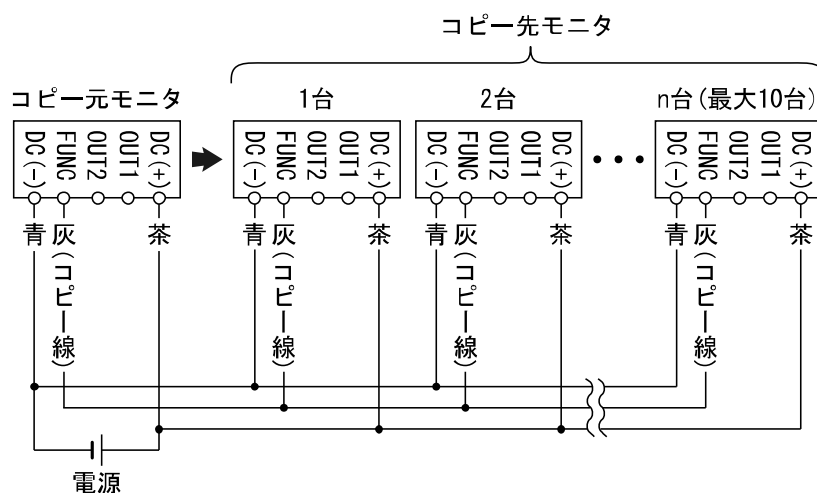 コピー先モニタ
コピー元モニタ
1台
2台
n台(最大10台)
DC(-)
FUNC
OUT2
OUT1
DC(+)
DC(-)
FUNC
OUT2
OUT1
DC(+)
DC(-)
FUNC
OUT2
OUT1
DC(+)
DC(-)
FUNC
OUT2
OUT1
DC(+)
青
灰(コピー線)
茶
青
灰(コピー線)
茶
青
灰(コピー線)
茶
青
灰(コピー線)
茶
電源